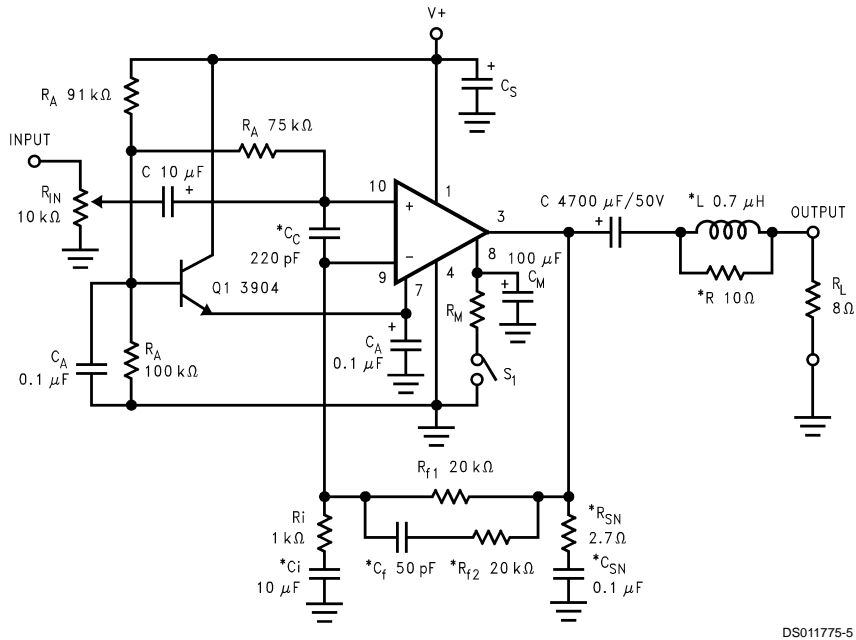 V+
+
C_S
R_A 91 kΩ
R_A 75 kΩ
INPUT
C 10 μF
+
R_IN
10 kΩ
*C_C
220 pF
10
+
1
3
−
9
8
4
7
C 4700 μF/50V
+
*L 0.7 μH
OUTPUT
*R 10Ω
R_L
8Ω
100 μF
C_M
+
R_M
S_1
Q1 3904
C_A
0.1 μF
R_A
100 kΩ
+
C_A
0.1 μF
R_f1 20 kΩ
Ri
1 kΩ
*Ci
10 μF
*C_f 50 pF
*R_f2 20 kΩ
*R_SN
2.7Ω
*C_SN
0.1 μF
DS011775-5